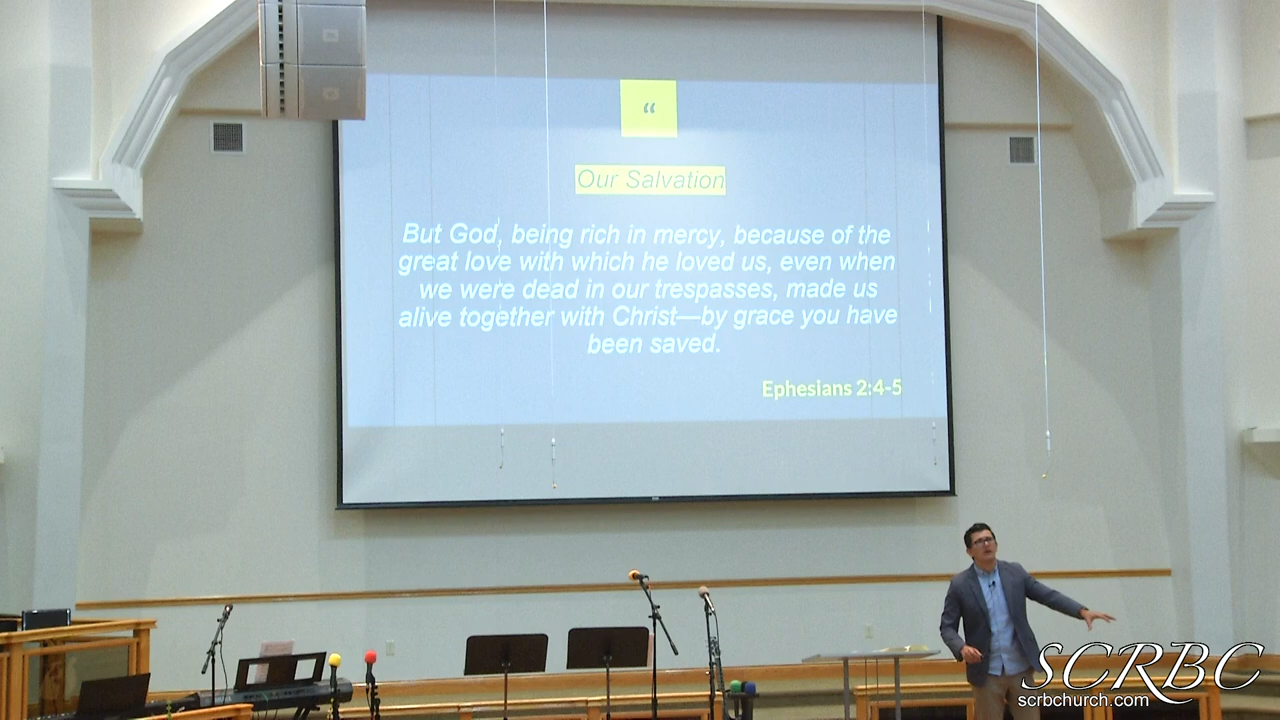 “
Our Salvation
But God, being rich in mercy, because of the
great love with which he loved us, even when
we were dead in our trespasses, made us
alive together with Christ—by grace you have
been saved.
Ephesians 2:4-5
SCRBC
scrbchurch.com